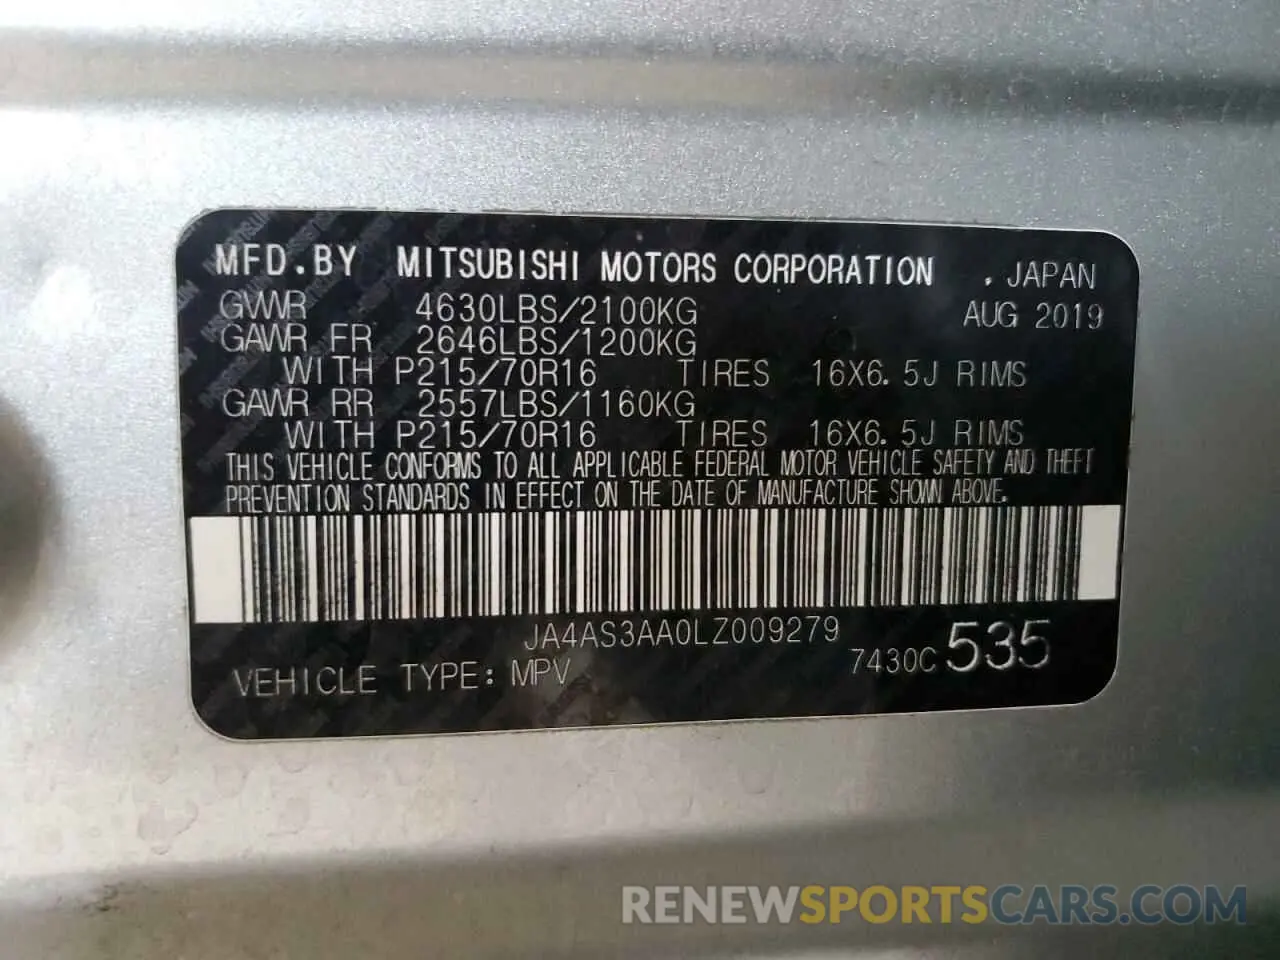 MFD.BY MITSUBISHI MOTORS CORPORATION . JAPAN
GVWR 4630LBS/2100KG AUG 2019
GAWR FR 2646LBS/1200KG
WITH P215/70R16 TIRES 16X6.5J RIMS
GAWR RR 2557LBS/1160KG
WITH P215/70R16 TIRES 16X6.5J RIMS
THIS VEHICLE CONFORMS TO ALL APPLICABLE FEDERAL MOTOR VEHICLE SAFETY AND THEFT
PREVENTION STANDARDS IN EFFECT ON THE DATE OF MANUFACTURE SHOWN ABOVE.
JA4AS3AA0LZ009279
VEHICLE TYPE: MPV 7430C 535
RENEWSPORTSCARS.COM